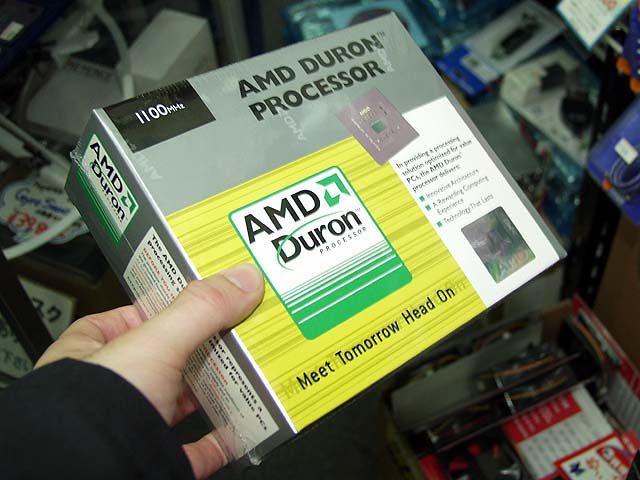 1100MHz
AMD DURON™
PROCESSOR
In providing a processing
solution optimized for value
PCs, the AMD Duron
processor delivers:
Innovative Architecture
A Rewarding Computing
Experience
Technology That Lasts
AMD
Duron
PROCESSOR
Meet Tomorrow Head On
AMD
Duron
PROCESSOR